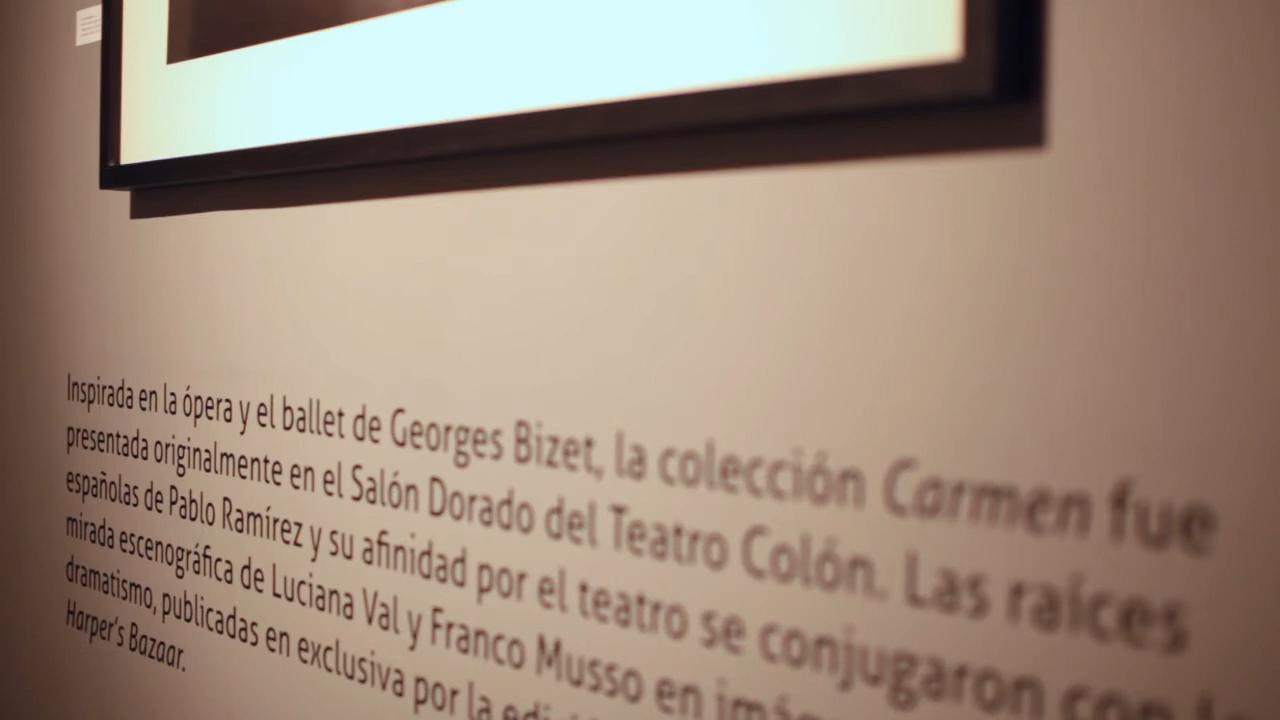 Inspirada en la ópera y el ballet de Georges Bizet, la colección Carmen fue
presentada originalmente en el Salón Dorado del Teatro Colón. Las raíces
españolas de Pablo Ramírez y su afinidad por el teatro se conjugaron con
mirada escenográfica de Luciana Val y Franco Musso en
dramatismo, publicadas en exclusiva por la
Harper's Bazaar.